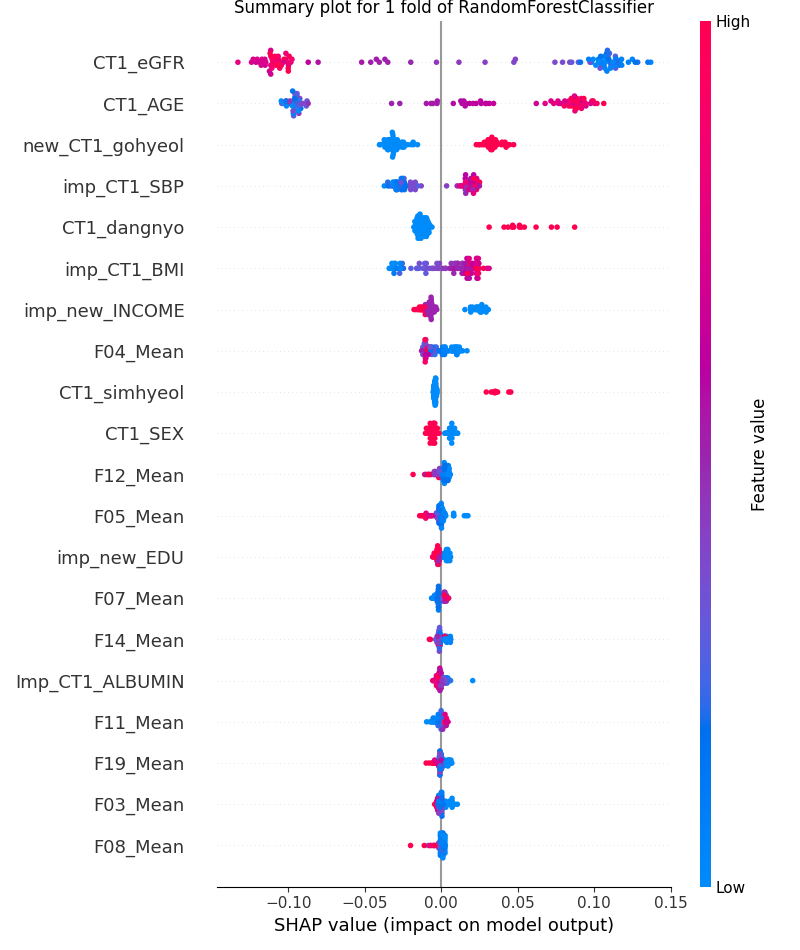 Summary plot for 1 fold of RandomForestClassifier
High
CT1_eGFR
CT1_AGE
new_CT1_gohyeol
imp_CT1_SBP
CT1_dangnyo
imp_CT1_BMI
imp_new_INCOME
F04_Mean
CT1_simhyeol
CT1_SEX
F12_Mean
F05_Mean
imp_new_EDU
F07_Mean
F14_Mean
Imp_CT1_ALBUMIN
F11_Mean
F19_Mean
F03_Mean
F08_Mean
Feature value
Low
−0.10 −0.05 0.00 0.05 0.10 0.15
SHAP value (impact on model output)